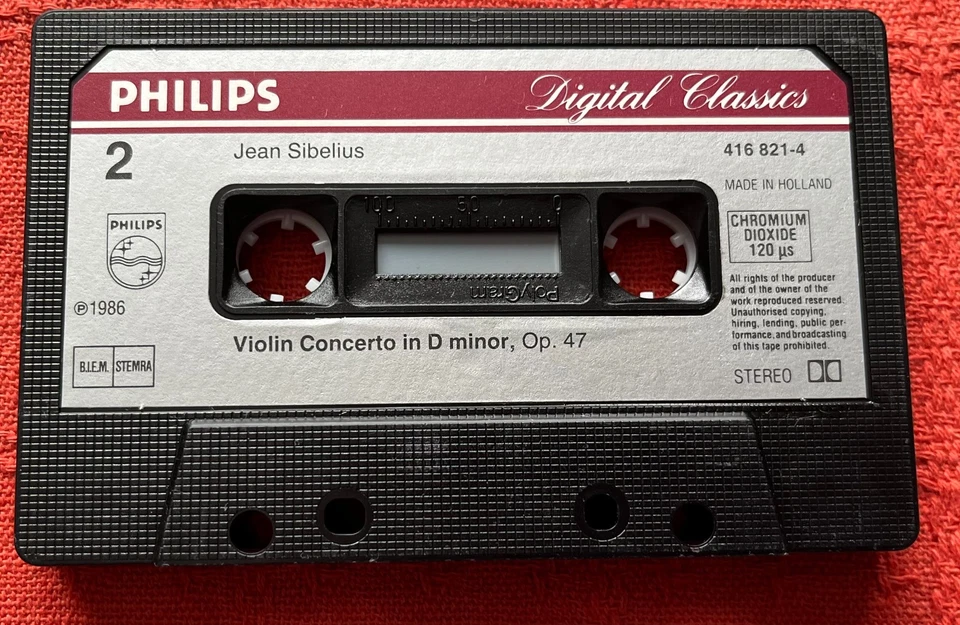 PHILIPS Digital Classics
2 Jean Sibelius 416 821-4
MADE IN HOLLAND
100 50 0
PHILIPS
CHROMIUM
DIOXIDE
120 µs
PolyGram
All rights of the producer
and of the owner of the
work reproduced reserved.
Unauthorised copying,
hiring, lending, public per-
formance, and broadcasting
of this tape prohibited.
℗1986
Violin Concerto in D minor, Op. 47
B.I.E.M. STEMRA
STEREO